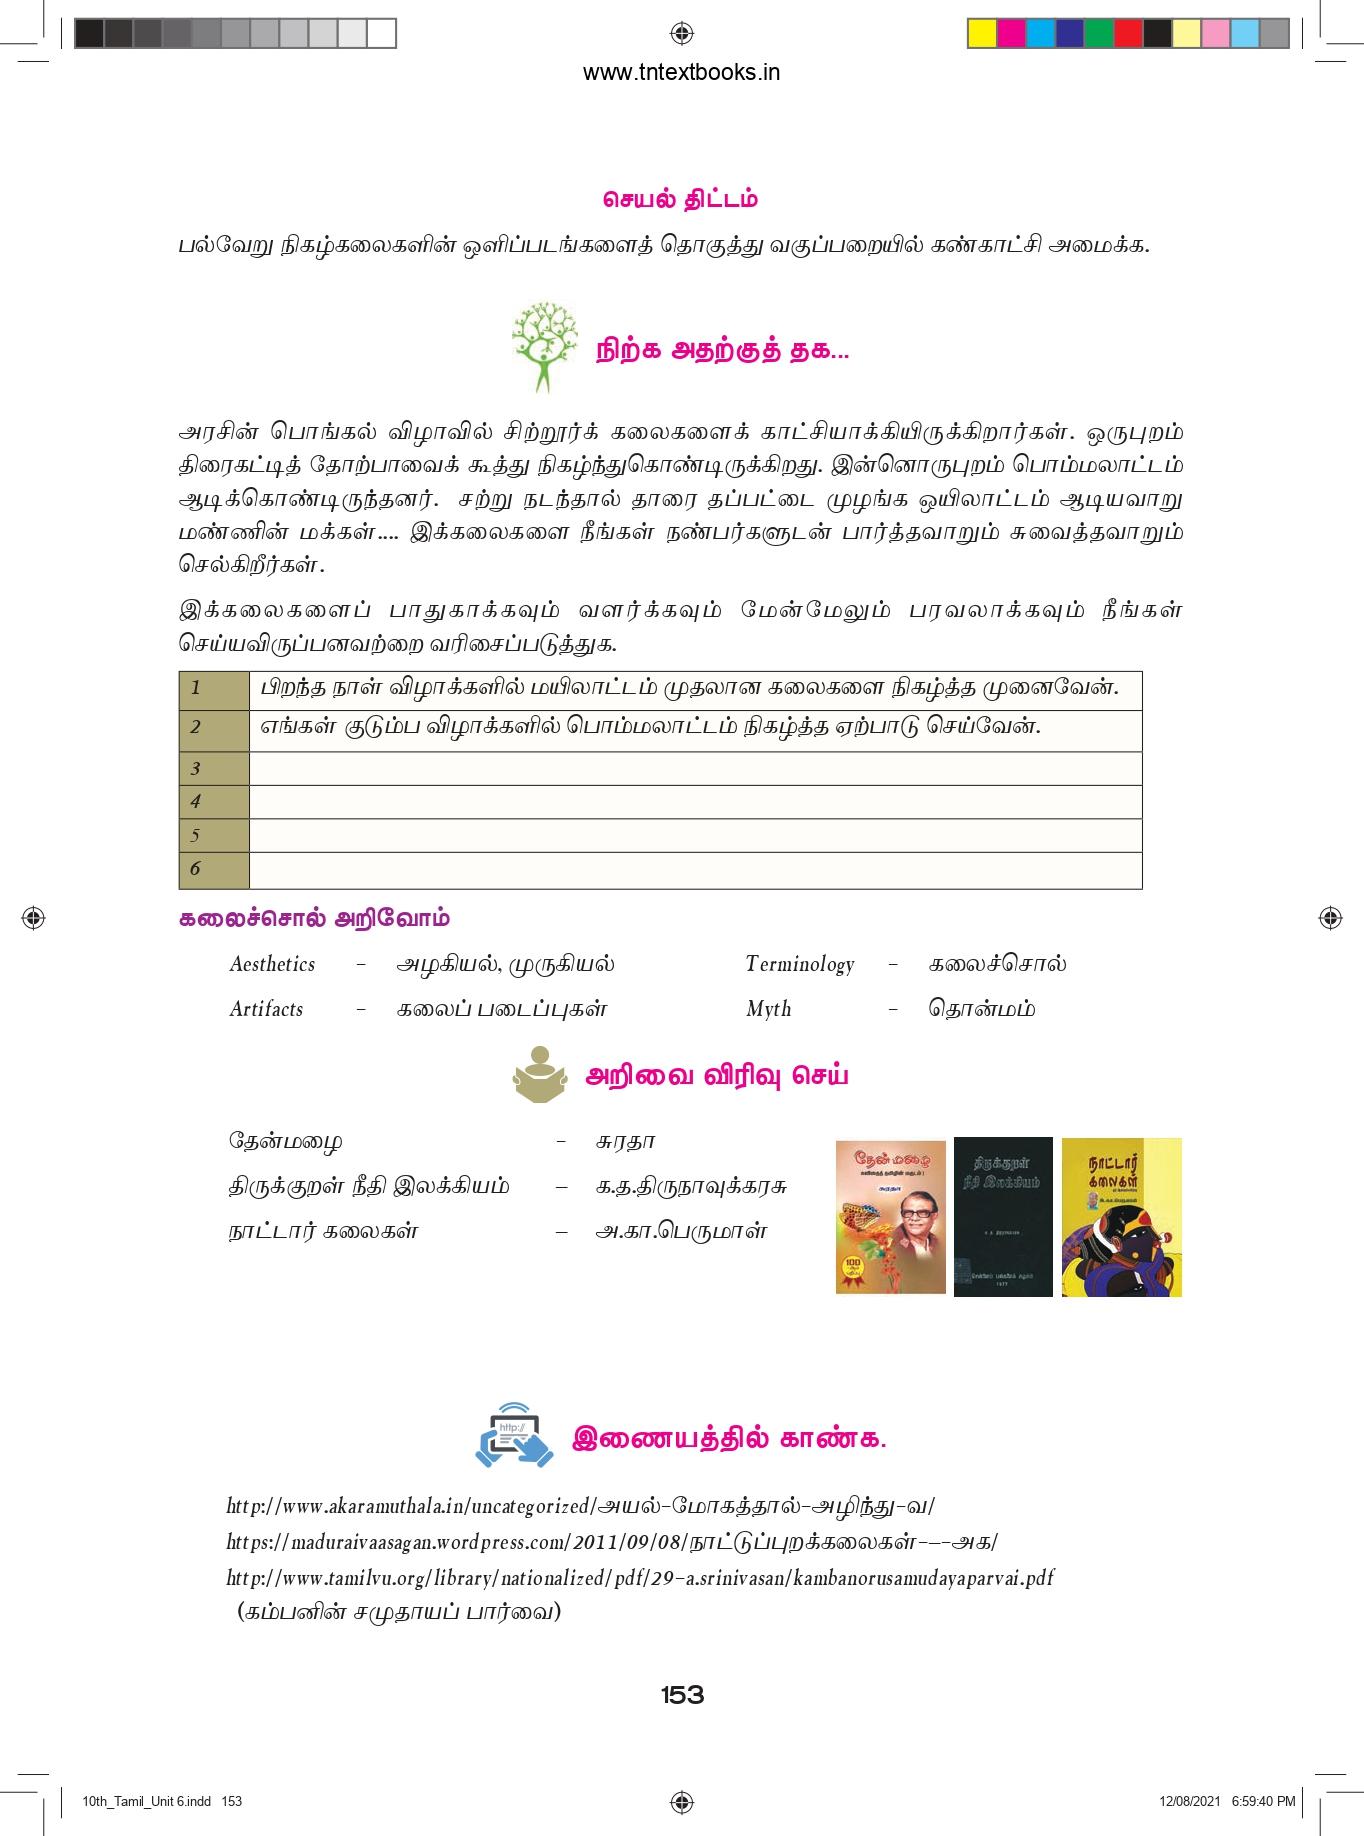 www.tntextbooks.in
செயல் திட்டம்
பல்வேறு நிகழ்கலைகளின் ஒளிப்படங்களைத் தொகுத்து வகுப்பறையில் கண்காட்சி அமைக்க.
நிற்க அதற்குத் தக...
அரசின் பொங்கல் விழாவில் சிற்றூர்க் கலைகளைக் காட்சியாக்கியிருக்கிறார்கள். ஒருபுறம்
திரைகட்டித் தோற்பாவைக் கூத்து நிகழ்ந்துகொண்டிருக்கிறது. இன்னொருபுறம் பொம்மலாட்டம்
ஆடிக்கொண்டிருந்தனர். சற்று நடந்தால் தாரை தப்பட்டை முழங்க ஒயிலாட்டம் ஆடியவாறு
மண்ணின் மக்கள்.... இக்கலைகளை நீங்கள் நண்பர்களுடன் பார்த்தவாறும் சுவைத்தவாறும்
செல்கிறீர்கள்.
இக்கலைகளைப் பாதுகாக்கவும் வளர்க்கவும் மேன்மேலும் பரவலாக்கவும் நீங்கள்
செய்யவிருப்பனவற்றை வரிசைப்படுத்துக.
1 பிறந்த நாள் விழாக்களில் மயிலாட்டம் முதலான கலைகளை நிகழ்த்த முனைவேன்.
2 எங்கள் குடும்ப விழாக்களில் பொம்மலாட்டம் நிகழ்த்த ஏற்பாடு செய்வேன்.
3
4
5
6
கலைச்சொல் அறிவோம்
Aesthetics - அழகியல், முருகியல் Terminology - கலைச்சொல்
Artifacts - கலைப் படைப்புகள் Myth - தொன்மம்
அறிவை விரிவு செய்
தேன்மழை - சுரதா
திருக்குறள் நீதி இலக்கியம் – க.த.திருநாவுக்கரசு
நாட்டார் கலைகள் – அ.கா.பெருமாள்
தேன் மழை
சுரதா
100
திருக்குறள்
நீதி இலக்கியம்
1977
நாட்டார்
கலைகள்
http://
இணையத்தில் காண்க.
http://www.akaramuthala.in/uncategorized/அயல்-மோகத்தால்-அழிந்து-வ/
https://maduraivaasagan.wordpress.com/2011/09/08/நாட்டுப்புறக்கலைகள்-–-அக/
http://www.tamilvu.org/library/nationalized/pdf/29-a.srinivasan/kambanorusamudayaparvai.pdf
(கம்பனின் சமுதாயப் பார்வை)
153
10th_Tamil_Unit 6.indd 153
12/08/2021 6:59:40 PM